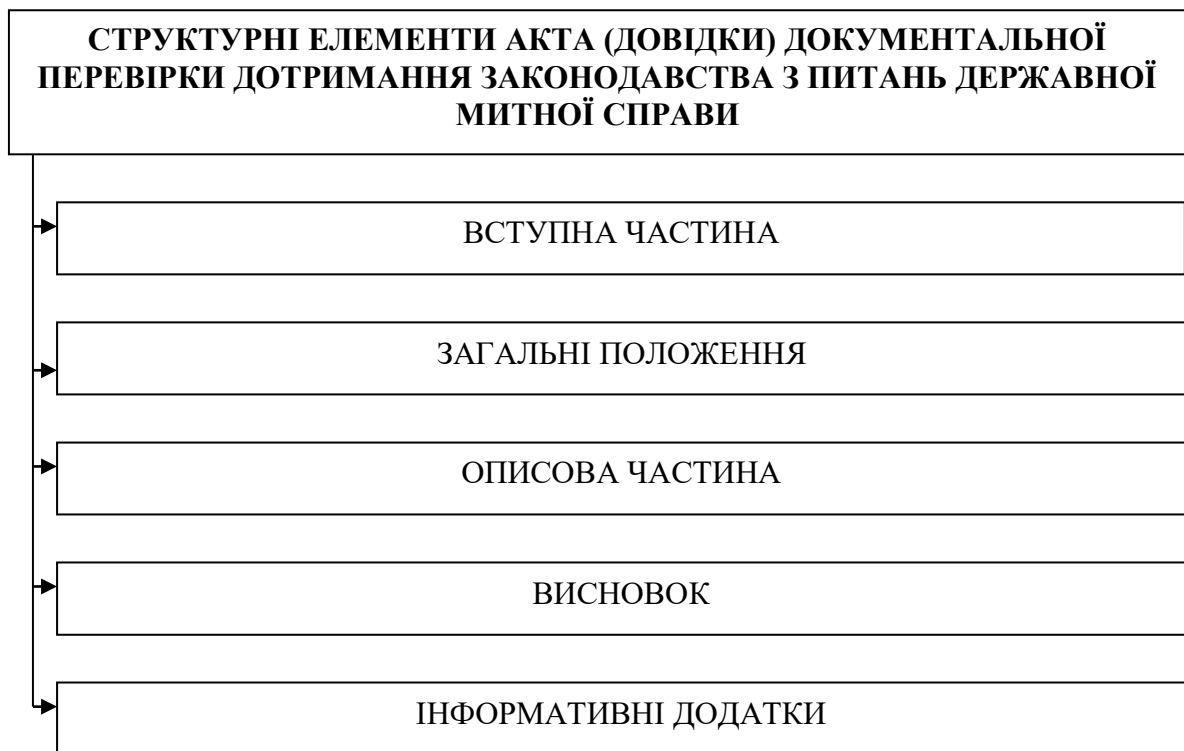 СТРУКТУРНІ ЕЛЕМЕНТИ АКТА (ДОВІДКИ) ДОКУМЕНТАЛЬНОЇ
ПЕРЕВІРКИ ДОТРИМАННЯ ЗАКОНОДАВСТВА З ПИТАНЬ ДЕРЖАВНОЇ
МИТНОЇ СПРАВИ
ВСТУПНА ЧАСТИНА
ЗАГАЛЬНІ ПОЛОЖЕННЯ
ОПИСОВА ЧАСТИНА
ВИСНОВОК
ІНФОРМАТИВНІ ДОДАТКИ